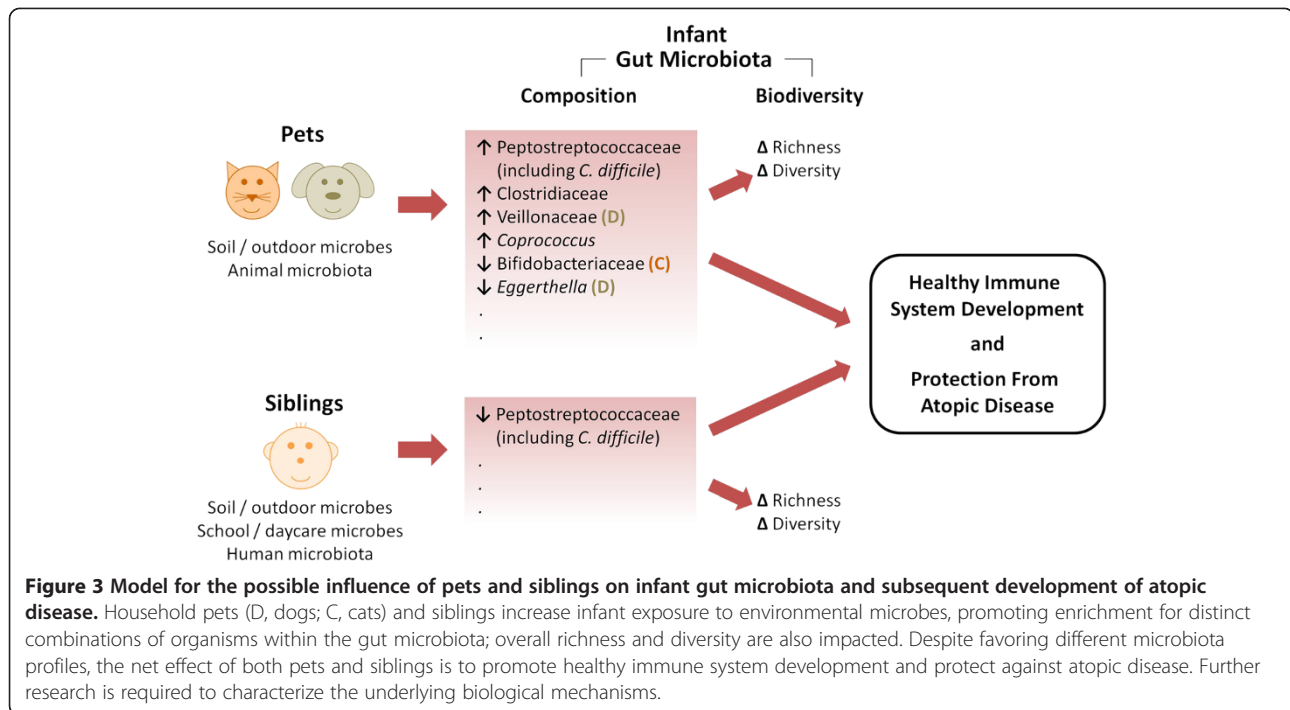 Infant
Gut Microbiota
Composition
Biodiversity
Pets
Soil / outdoor microbes
Animal microbiota
↑ Peptostreptococcaceae
(including C. difficile)
↑ Clostridiaceae
↑ Veillonaceae (D)
↑ Coprococcus
↓ Bifidobacteriaceae (C)
↓ Eggerthella (D)
.
.
Δ Richness
Δ Diversity
Healthy Immune
System Development
and
Protection From
Atopic Disease
Siblings
Soil / outdoor microbes
School / daycare microbes
Human microbiota
↓ Peptostreptococcaceae
(including C. difficile)
.
.
.
Δ Richness
Δ Diversity
Figure 3 Model for the possible influence of pets and siblings on infant gut microbiota and subsequent development of atopic
disease. Household pets (D, dogs; C, cats) and siblings increase infant exposure to environmental microbes, promoting enrichment for distinct
combinations of organisms within the gut microbiota; overall richness and diversity are also impacted. Despite favoring different microbiota
profiles, the net effect of both pets and siblings is to promote healthy immune system development and protect against atopic disease. Further
research is required to characterize the underlying biological mechanisms.